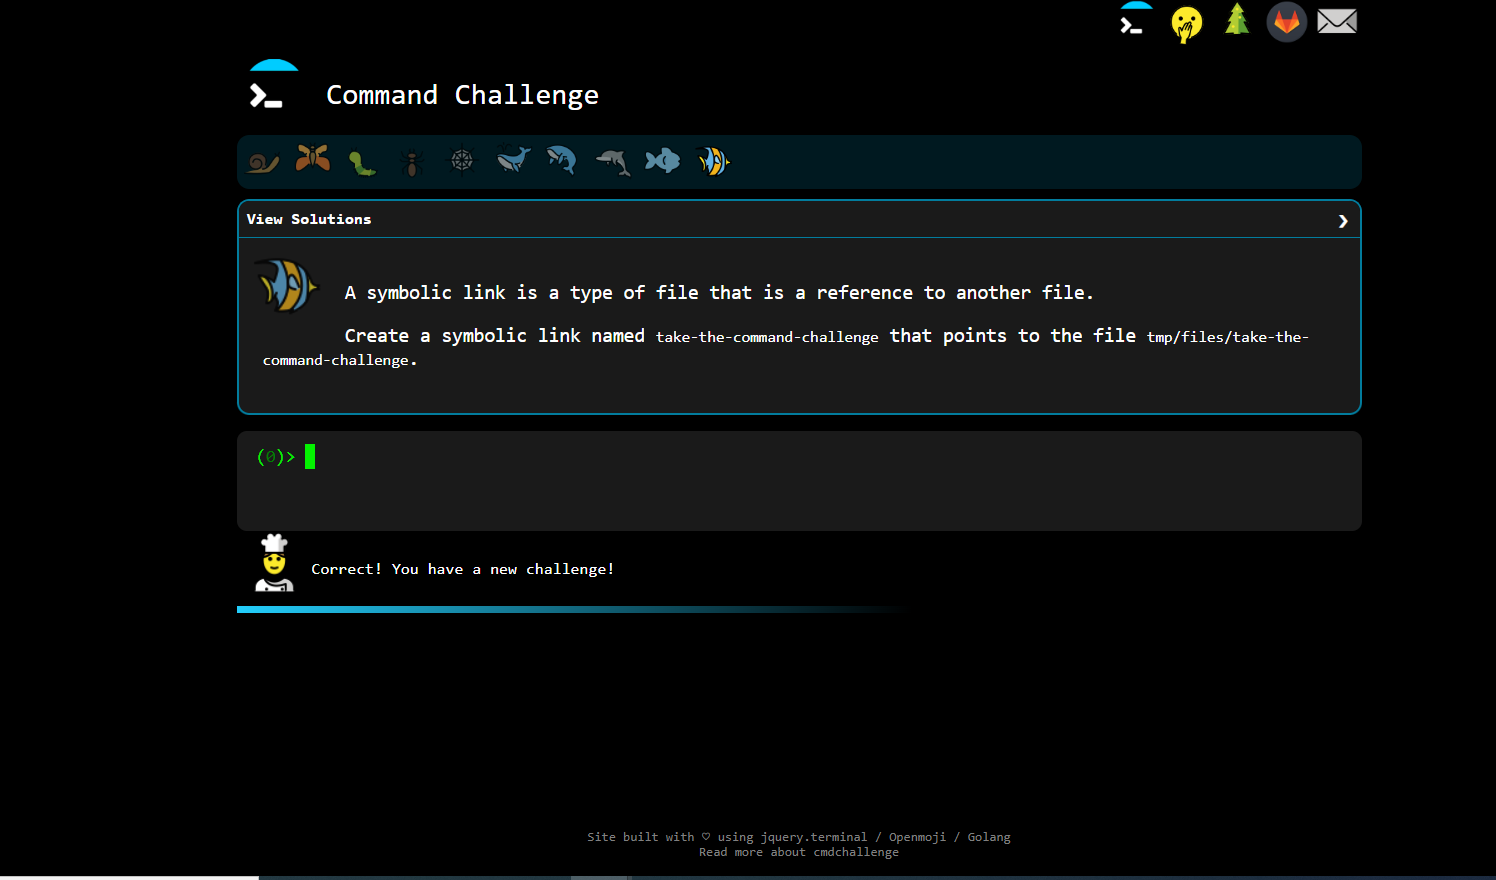 Command Challenge
View Solutions
A symbolic link is a type of file that is a reference to another file.
Create a symbolic link named take-the-command-challenge that points to the file tmp/files/take-the-
command-challenge.
(0)>
Correct! You have a new challenge!
Site built with ♡ using jquery.terminal / Openmoji / Golang
Read more about cmdchallenge